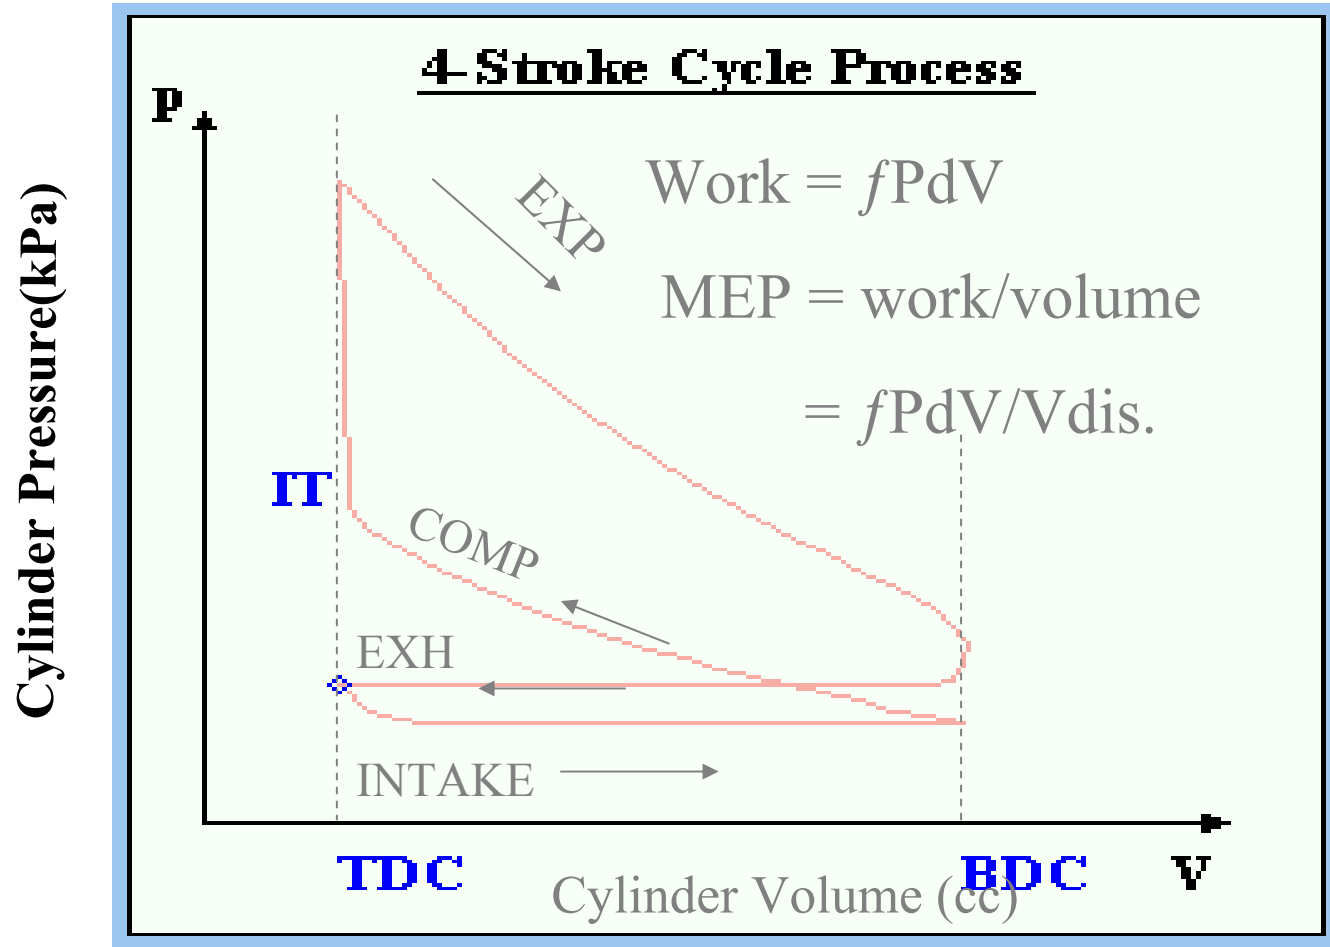 4-Stroke Cycle Process
P
Work = ƒPdV
EXP
MEP = work/volume
= ƒPdV/Vdis.
Cylinder Pressure(kPa)
IT
COMP
EXH
INTAKE
TDC
BDC
V
Cylinder Volume (cc)